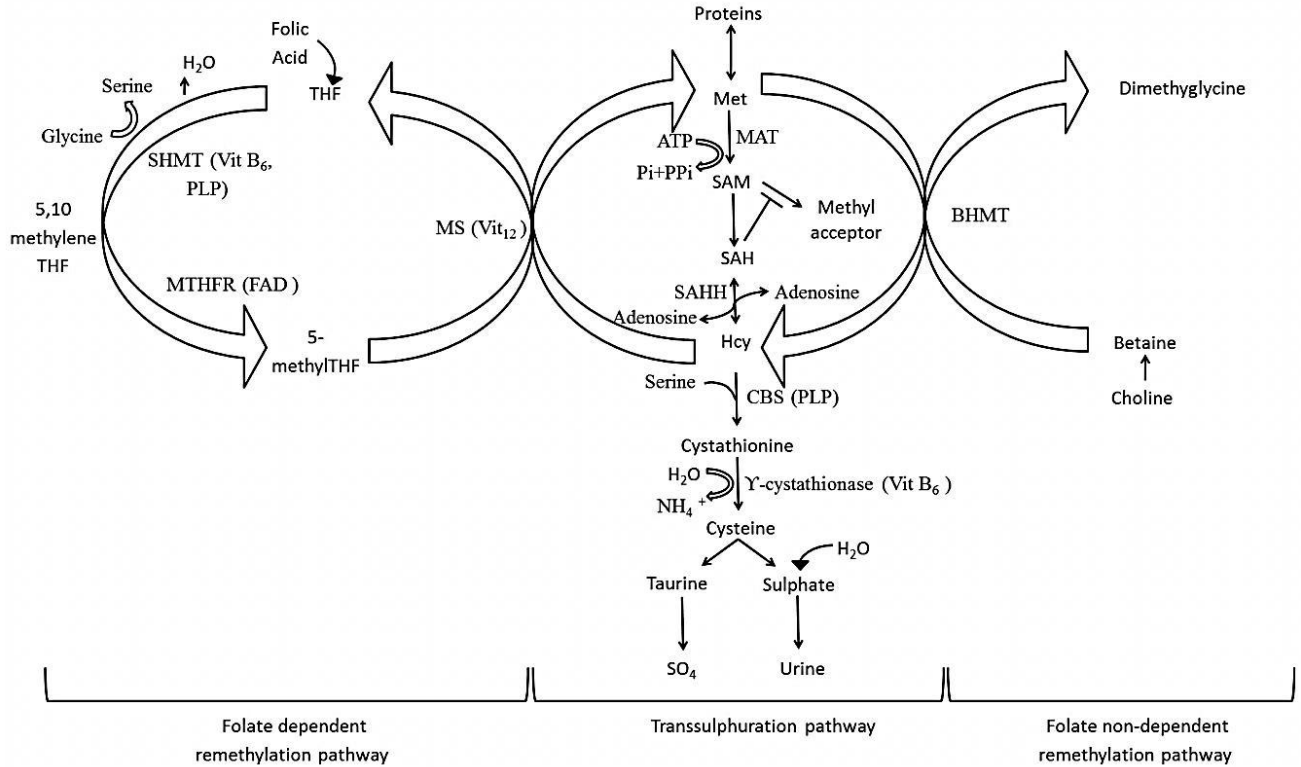 Folic
Acid
THF
H₂O
Serine
Glycine
SHMT (Vit B₆,
PLP)
5,10
methylene
THF
MTHFR (FAD )
5-
methylTHF
MS (Vit₁₂)
Proteins
Met
ATP
MAT
Pi+PPi
SAM
Methyl
acceptor
SAH
SAHH
Adenosine
Adenosine
Hcy
Serine
CBS (PLP)
Cystathionine
H₂O
ϒ-cystathionase (Vit B₆ )
NH₄ ⁺
Cysteine
H₂O
Taurine
Sulphate
SO₄
Urine
Dimethyglycine
BHMT
Betaine
Choline
Folate dependent
remethylation pathway
Transsulphuration pathway
Folate non-dependent
remethylation pathway